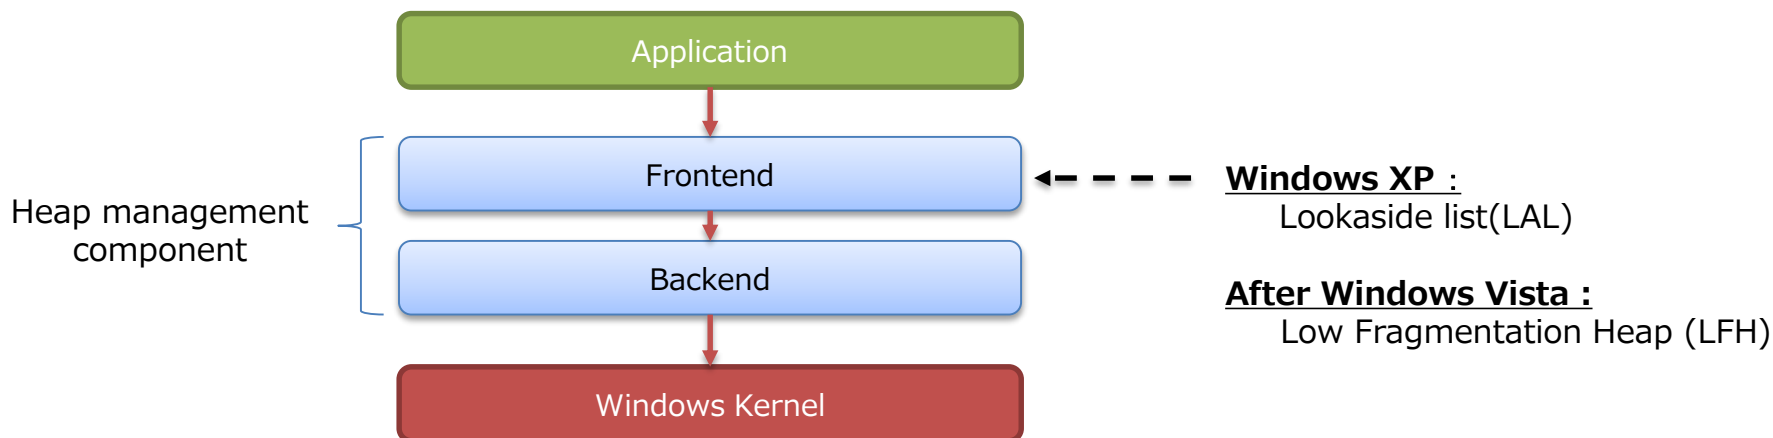 Application
Heap management
component
Frontend
Backend
Windows Kernel
Windows XP :
Lookaside list(LAL)
After Windows Vista :
Low Fragmentation Heap (LFH)